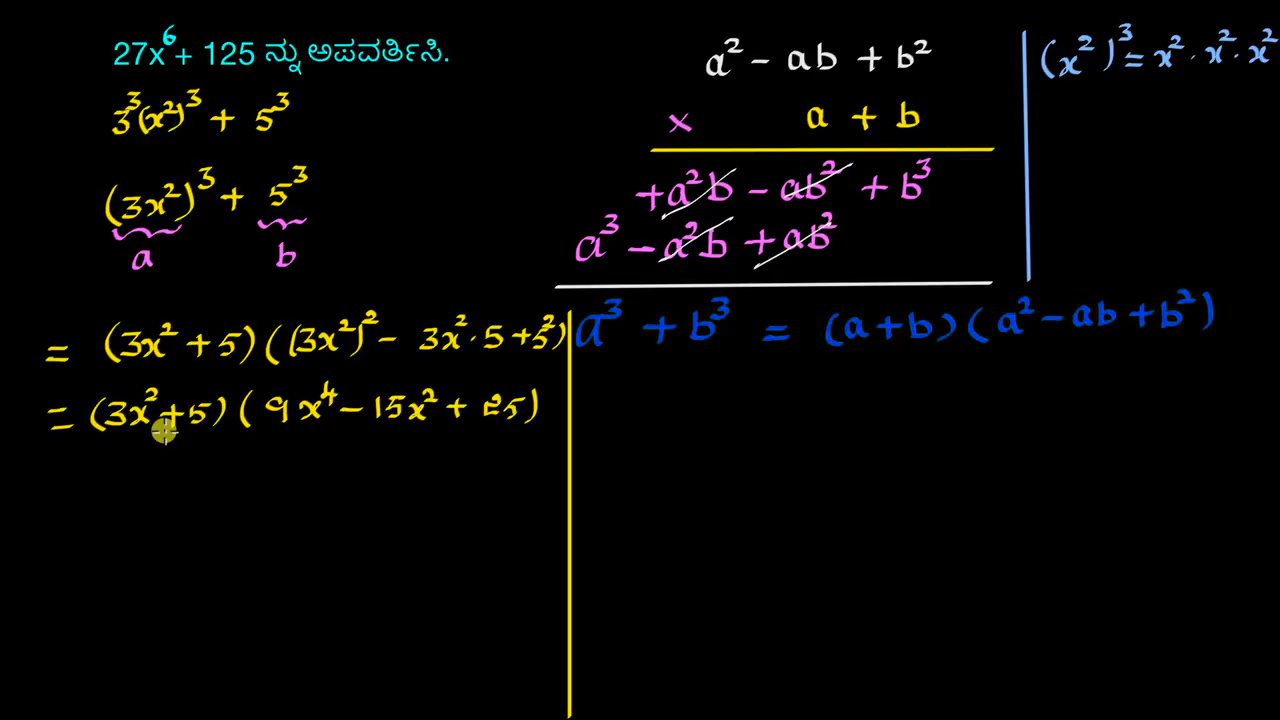 27x⁶ + 125 ನ್ನು ಅಪವರ್ತಿಸಿ.
3³(x²)³ + 5³
(3x²)³ + 5³
a b
= (3x² + 5) ((3x²)² - 3x² · 5 + 5²)
= (3x² + 5) (9x⁴ - 15x² + 25)
a² - ab + b²
× a + b
+a²b - ab² + b³
a³ - a²b + ab²
a³ + b³ = (a + b) (a² - ab + b²)
(x²)³ = x² · x² · x²